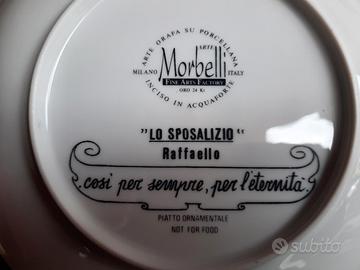 ARTE ORAFA SU PORCELLANA
ARTE
Morbelli
MILANO ITALY
FINE ARTS FACTORY
ORO 24 Kt
INCISO IN ACQUAFORTE
"LO SPOSALIZIO"
Raffaello
così per sempre, per l'eternità.
PIATTO ORNAMENTALE
NOT FOR FOOD
subito